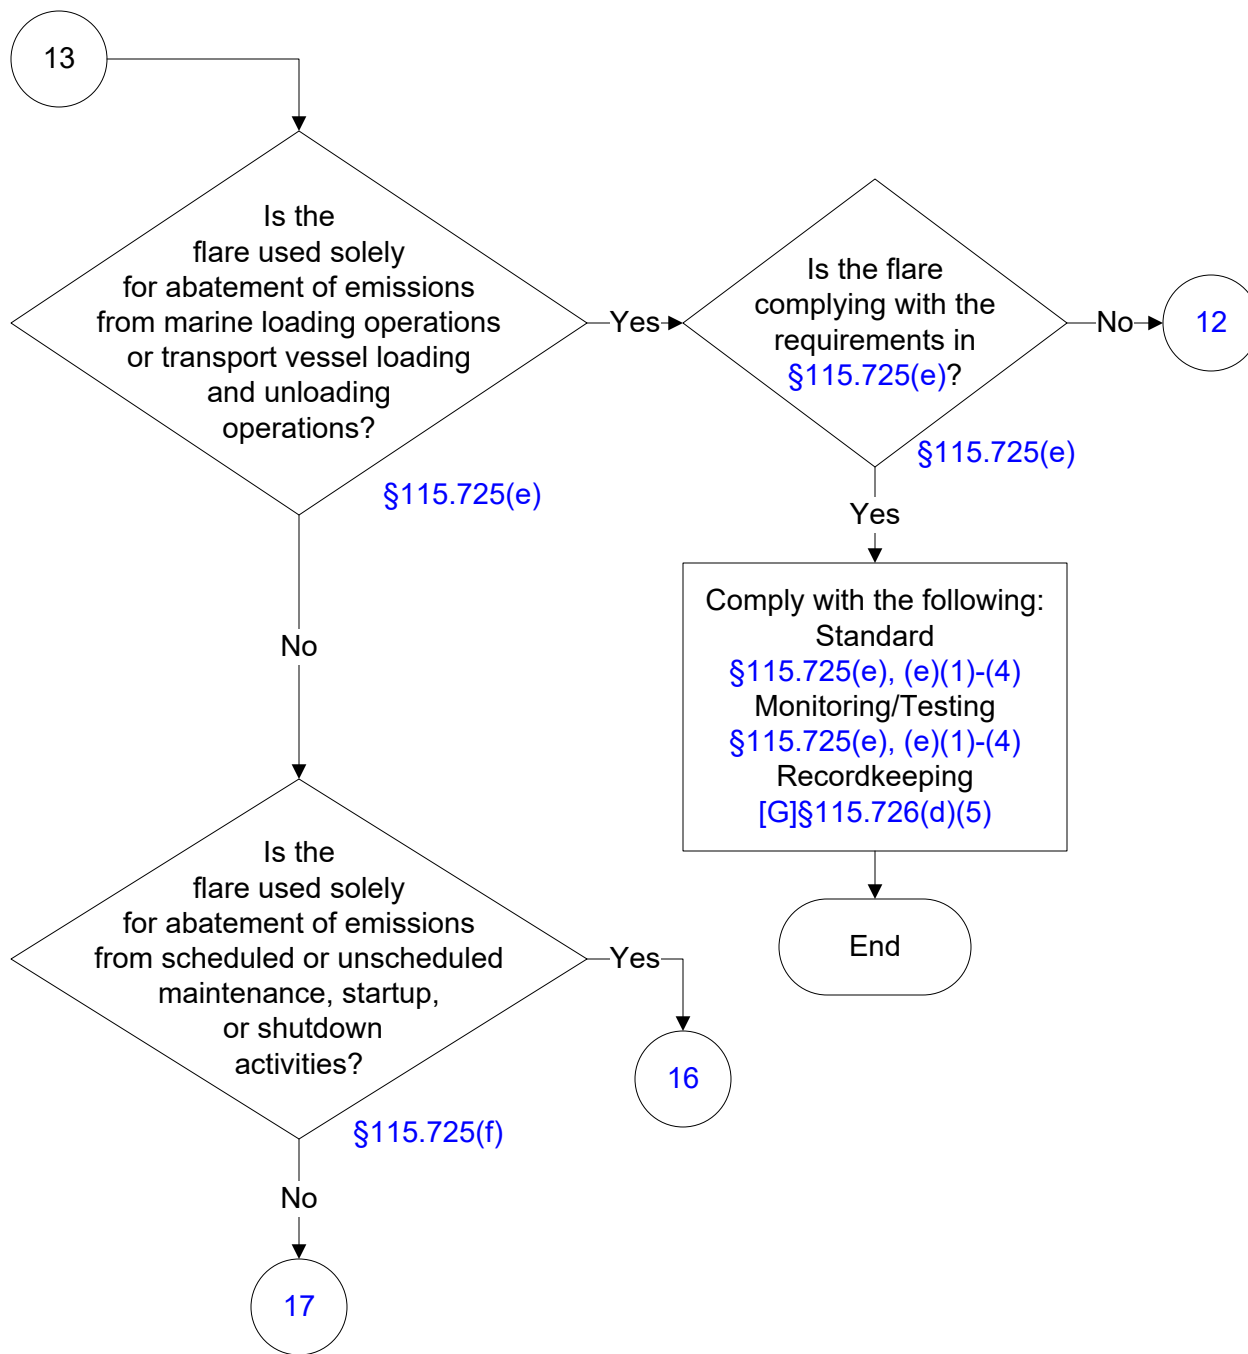 13
Is the
flare used solely
for abatement of emissions
from marine loading operations
or transport vessel loading
and unloading
operations?
§115.725(e)
Yes
Is the flare
complying with the
requirements in
§115.725(e)?
§115.725(e)
No
12
Yes
Comply with the following:
Standard
§115.725(e), (e)(1)-(4)
Monitoring/Testing
§115.725(e), (e)(1)-(4)
Recordkeeping
[G]§115.726(d)(5)
End
No
Is the
flare used solely
for abatement of emissions
from scheduled or unscheduled
maintenance, startup,
or shutdown
activities?
§115.725(f)
Yes
16
No
17